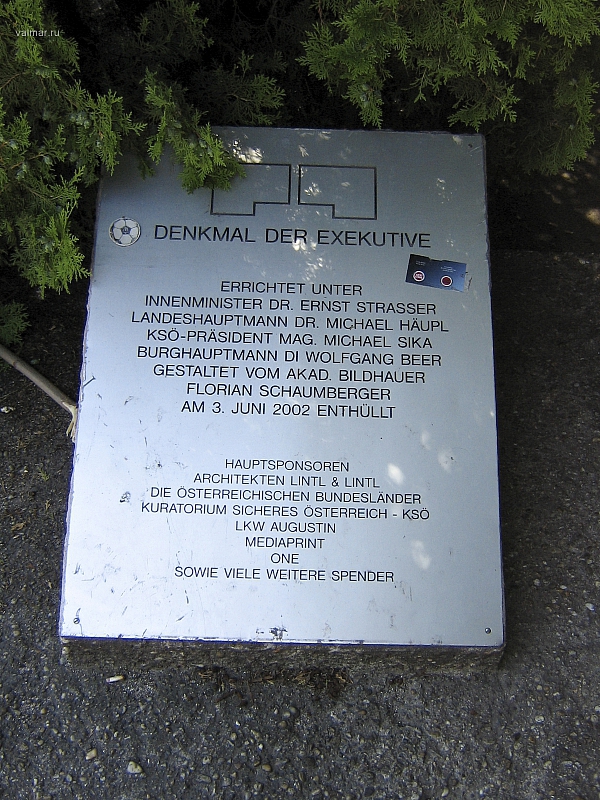 valmar.ru
DENKMAL DER EXEKUTIVE
ERRICHTET UNTER
INNENMINISTER DR. ERNST STRASSER
LANDESHAUPTMANN DR. MICHAEL HÄUPL
KSÖ-PRÄSIDENT MAG. MICHAEL SIKA
BURGHAUPTMANN DI WOLFGANG BEER
GESTALTET VOM AKAD. BILDHAUER
FLORIAN SCHAUMBERGER
AM 3. JUNI 2002 ENTHÜLLT
HAUPTSPONSOREN
ARCHITEKTEN LINTL & LINTL
DIE ÖSTERREICHISCHEN BUNDESLÄNDER
KURATORIUM SICHERES ÖSTERREICH - KSÖ
LKW AUGUSTIN
MEDIAPRINT
ONE
SOWIE VIELE WEITERE SPENDER